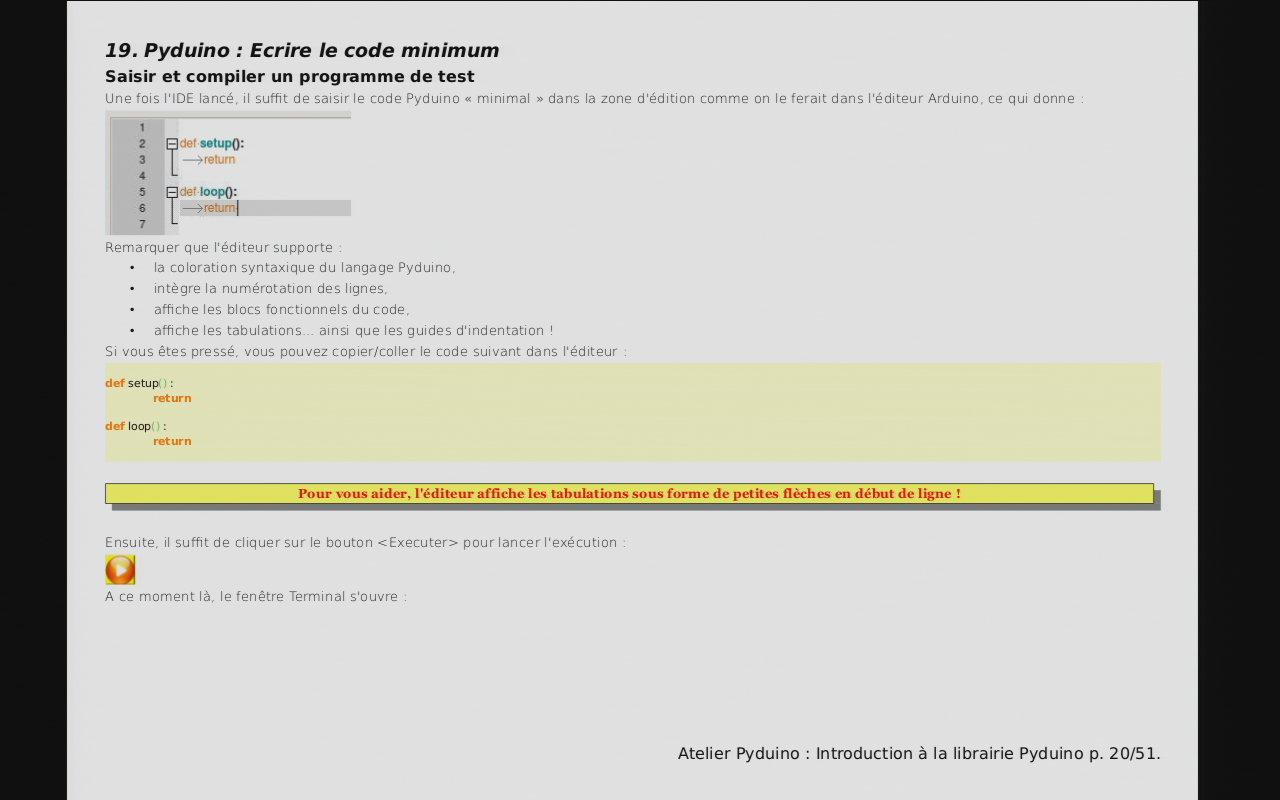 19. Pyduino : Ecrire le code minimum
Saisir et compiler un programme de test
Une fois l'IDE lancé, il suffit de saisir le code Pyduino « minimal » dans la zone d'édition comme on le ferait dans l'éditeur Arduino, ce qui donne :
1
2 def setup():
3 return
4
5 def loop():
6 return
7
Remarquer que l'éditeur supporte :
• la coloration syntaxique du langage Pyduino,
• intègre la numérotation des lignes,
• affiche les blocs fonctionnels du code,
• affiche les tabulations... ainsi que les guides d'indentation !
Si vous êtes pressé, vous pouvez copier/coller le code suivant dans l'éditeur :
def setup() :
return
def loop() :
return
Pour vous aider, l'éditeur affiche les tabulations sous forme de petites flèches en début de ligne !
Ensuite, il suffit de cliquer sur le bouton <Executer> pour lancer l'exécution :
A ce moment là, le fenêtre Terminal s'ouvre :
Atelier Pyduino : Introduction à la librairie Pyduino p. 20/51.